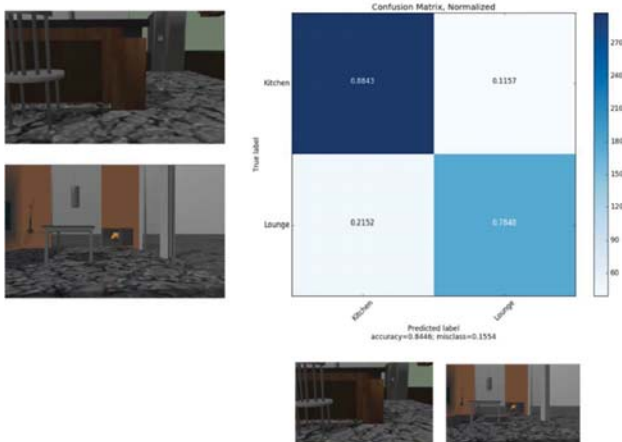 Confusion Matrix, Normalized
Kitchen
0.8843
0.1157
Lounge
0.2152
0.7848
True label
Kitchen
Lounge
Predicted label
accuracy=0.8446; misclass=0.1554
270
240
210
180
150
120
90
60